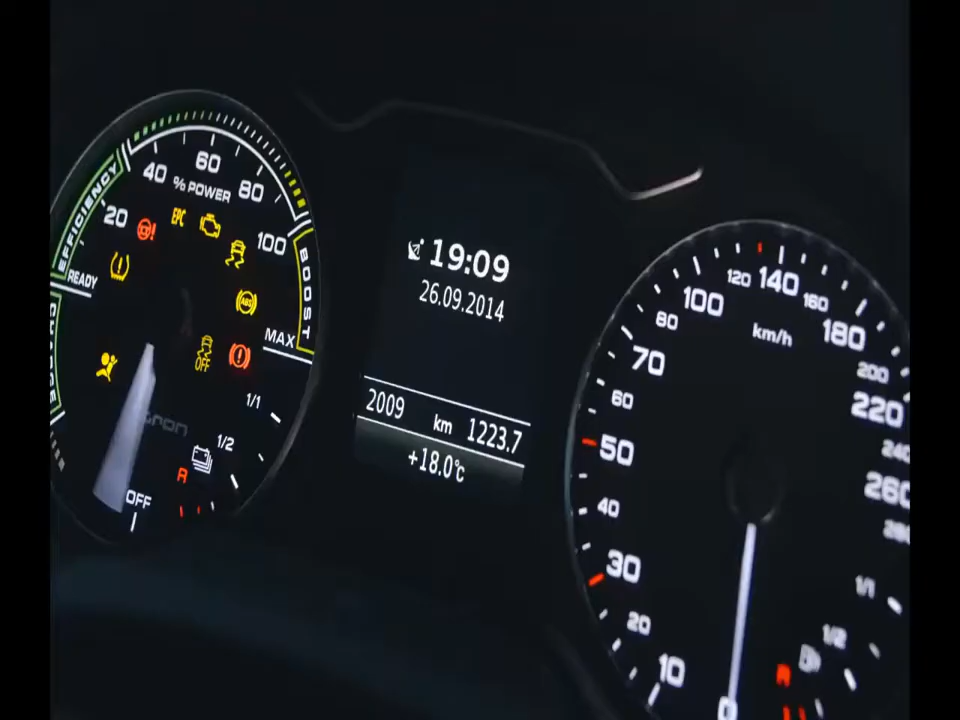 EFFICIENCY
20 40 60 80 100
% POWER
EPC
READY
ABS
BOOST
MAX
OFF
CHARGE
1/1
1/2
R
OFF
19:09
26.09.2014
2009 km 1223.7
+18.0°C
0 10 20 30 40 50 60 70 80 100 120 140 160 180 200 220 240 260
km/h
1/1
1/2
R